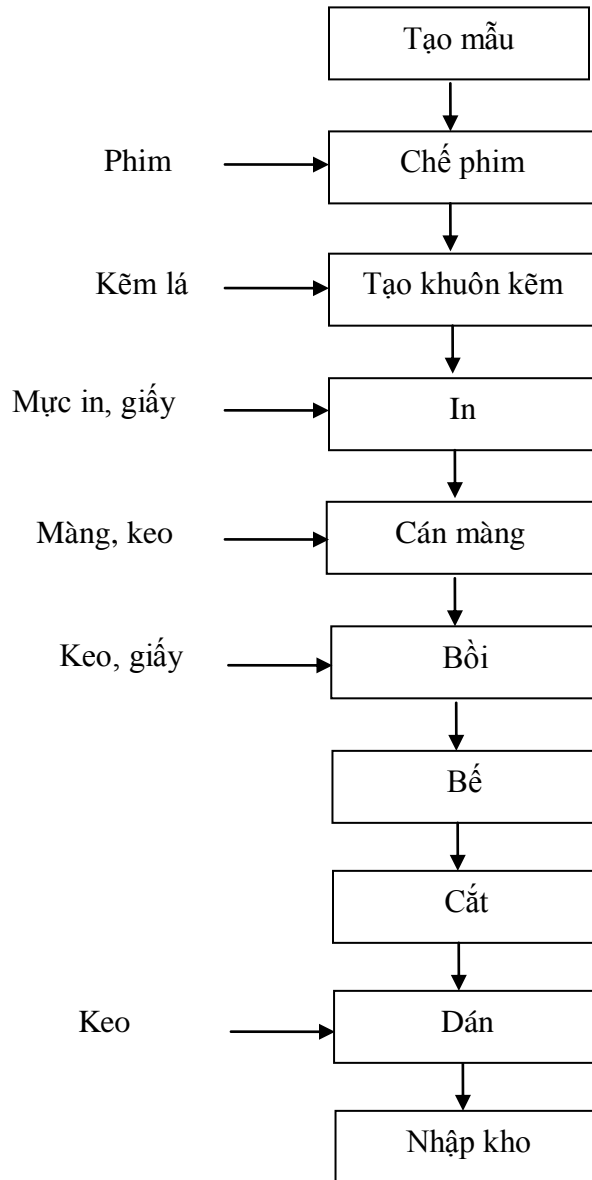 Tạo mẫu
Phim
Chế phim
Kẽm lá
Tạo khuôn kẽm
Mực in, giấy
In
Màng, keo
Cán màng
Keo, giấy
Bồi
Bế
Cắt
Keo
Dán
Nhập kho